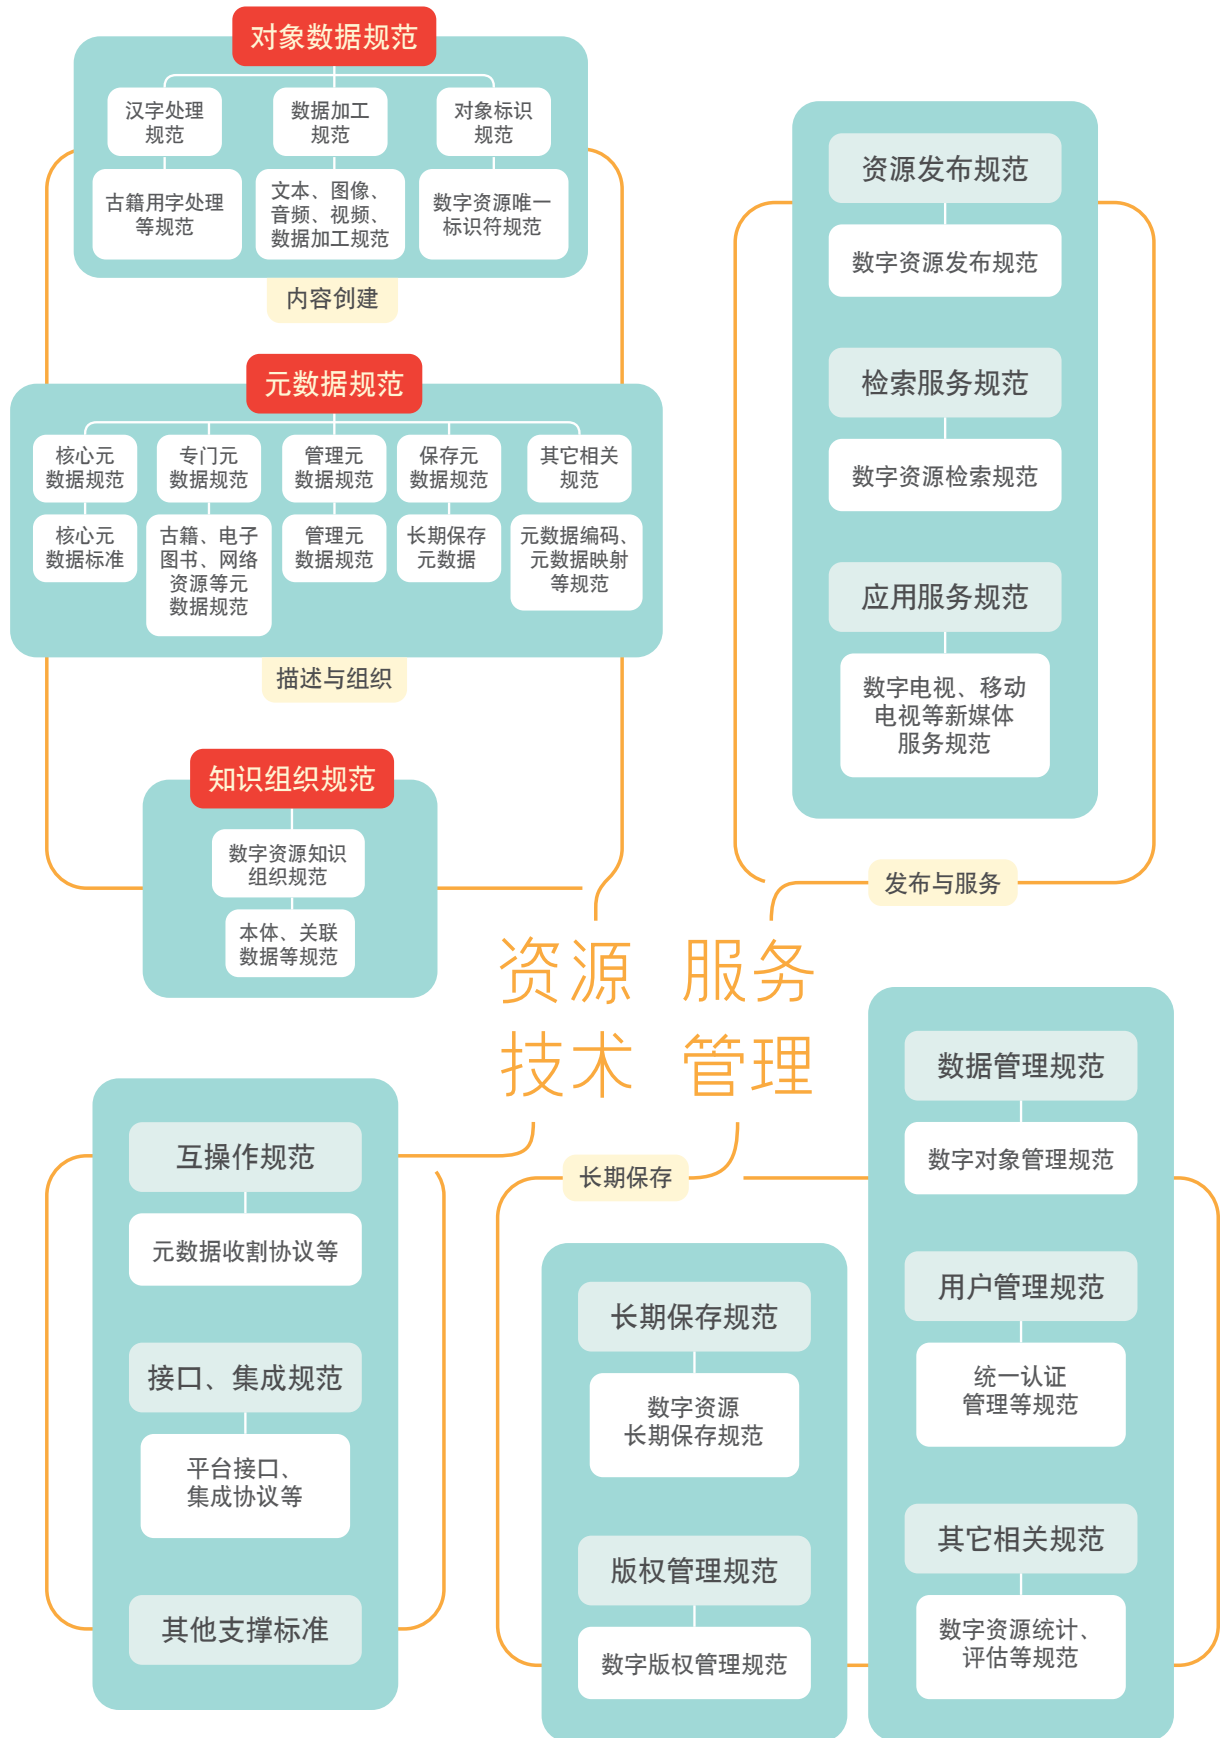 对象数据规范
汉字处理
规范
数据加工
规范
对象标识
规范
古籍用字处理
等规范
文本、图像、
音频、视频、
数据加工规范
数字资源唯一
标识符规范
内容创建
元数据规范
核心元
数据规范
专门元
数据规范
管理元
数据规范
保存元
数据规范
其它相关
规范
核心元
数据标准
古籍、电子
图书、网络
资源等元
数据规范
管理元
数据规范
长期保存
元数据
元数据编码、
元数据映射
等规范
描述与组织
知识组织规范
数字资源知识
组织规范
本体、关联
数据等规范
资源发布规范
数字资源发布规范
检索服务规范
数字资源检索规范
应用服务规范
数字电视、移动
电视等新媒体
服务规范
发布与服务
资源 服务
技术 管理
互操作规范
元数据收割协议等
接口、集成规范
平台接口、
集成协议等
其他支撑标准
长期保存
长期保存规范
数字资源
长期保存规范
版权管理规范
数字版权管理规范
数据管理规范
数字对象管理规范
用户管理规范
统一认证
管理等规范
其它相关规范
数字资源统计、
评估等规范